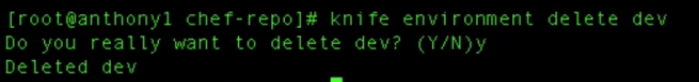 [root@anthony1 chef-repo]# knife environment delete dev
Do you really want to delete dev? (Y/N)y
Deleted dev